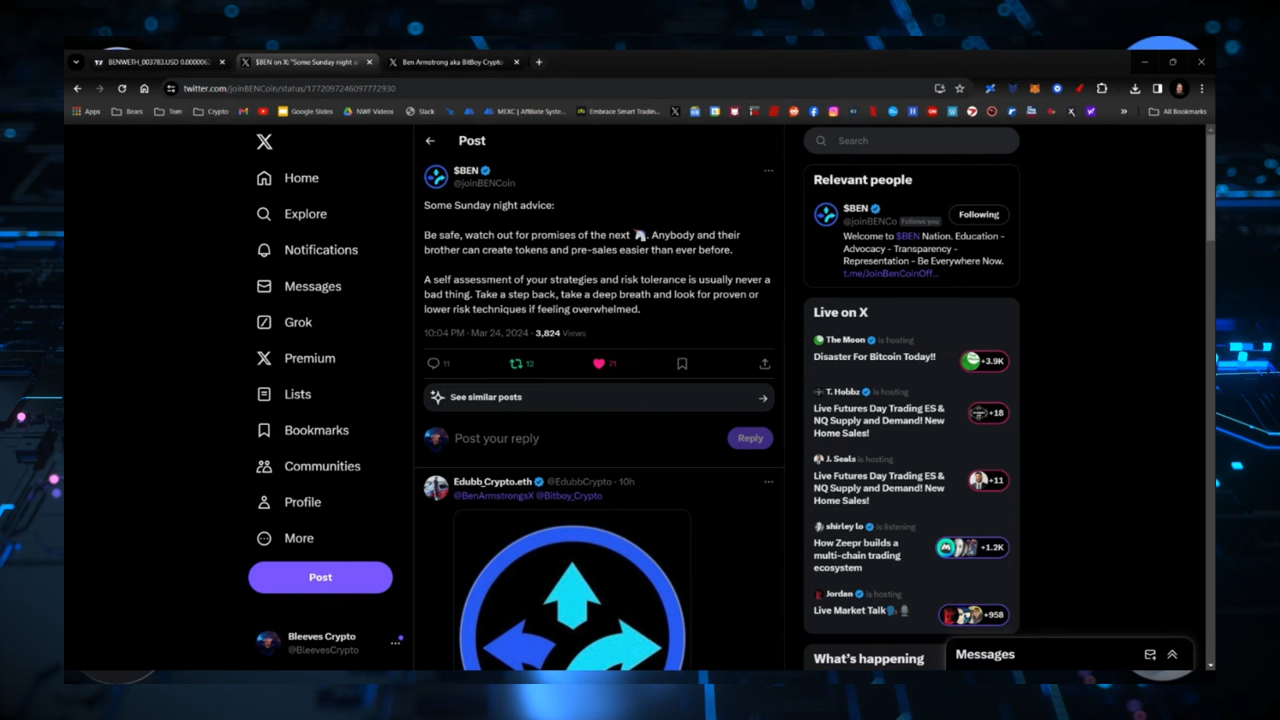 BENWETH_003783.USD 0.000006
$BEN on X: "Some Sunday night a
Ben Armstrong aka BitBoy Crypto
twitter.com/joinBENCoin/status/1772097246097772930
Apps
Bears
Tom
Crypto
Google Slides
NWF Videos
Slack
MEXC | Affiliate Syste...
Embrace Smart Tradin...
All Bookmarks
Home
Explore
Notifications
Messages
Grok
Premium
Lists
Bookmarks
Communities
Profile
More
Post
Bleeves Crypto
@BleevesCrypto
Post
$BEN
@joinBENCoin
Some Sunday night advice:
Be safe, watch out for promises of the next 🦄. Anybody and their
brother can create tokens and pre-sales easier than ever before.
A self assessment of your strategies and risk tolerance is usually never a
bad thing. Take a step back, take a deep breath and look for proven or
lower risk techniques if feeling overwhelmed.
10:04 PM · Mar 24, 2024 · 3,824 Views
11
12
71
See similar posts
Post your reply
Reply
Edubb_Crypto.eth @EdubbCrypto · 10h
@BenArmstrongsX @Bitboy_Crypto
Search
Relevant people
$BEN
@joinBENCo Follows you
Following
Welcome to $BEN Nation. Education -
Advocacy - Transparency -
Representation - Be Everywhere Now.
t.me/JoinBenCoinOff...
Live on X
The Moon is hosting
Disaster For Bitcoin Today!!
+3.9K
T. Hobbz is hosting
Live Futures Day Trading ES &
NQ Supply and Demand! New
Home Sales!
+18
J. Seals is hosting
Live Futures Day Trading ES &
NQ Supply and Demand! New
Home Sales!
+11
shirley lo is listening
How Zeepr builds a
multi-chain trading
ecosystem
+1.2K
Jordan is hosting
Live Market Talk🗣️🎙️
+958
What's happening
Messages